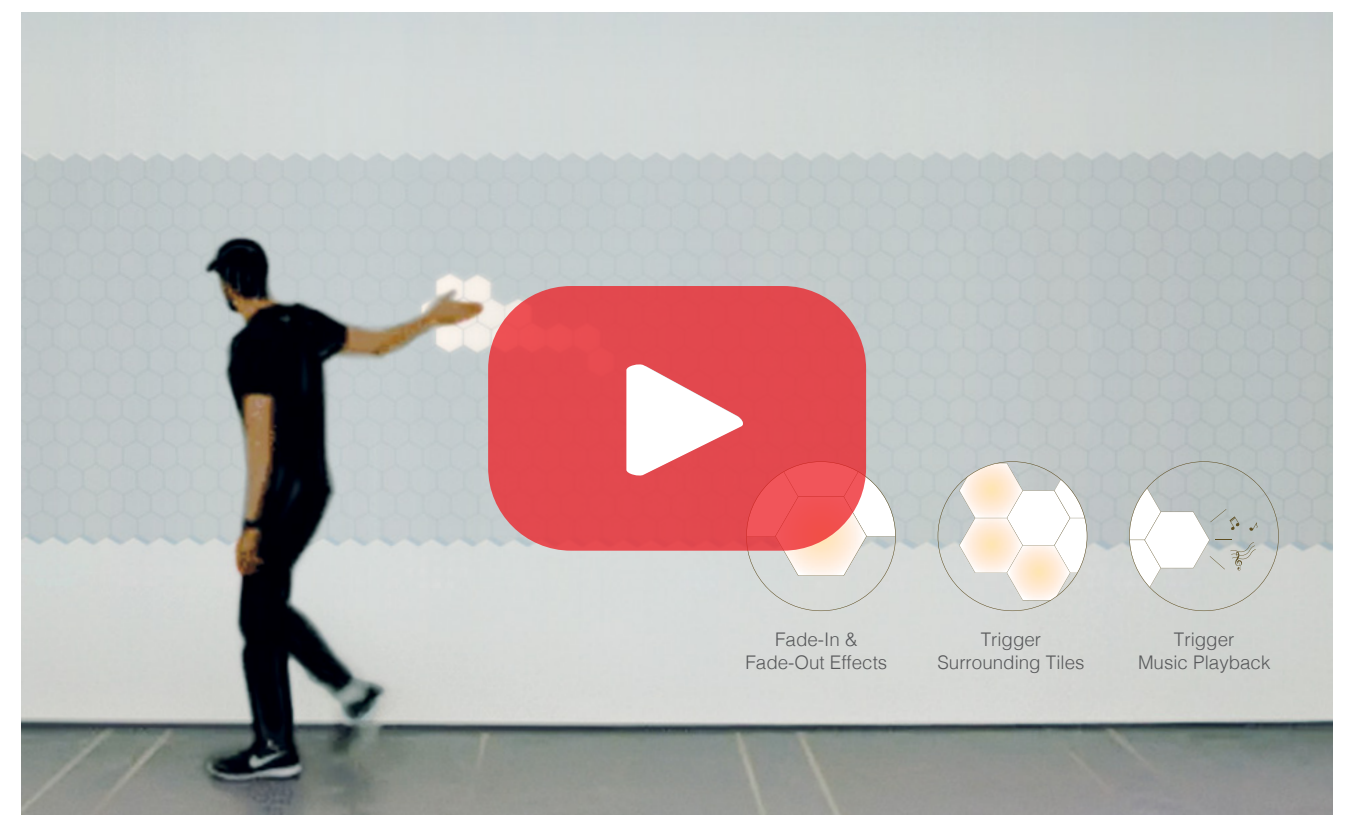 Fade-In &
Fade-Out Effects
Trigger
Surrounding Tiles
Trigger
Music Playback